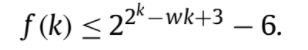 f(k) ≤ 2^{2^k−wk+3} − 6.